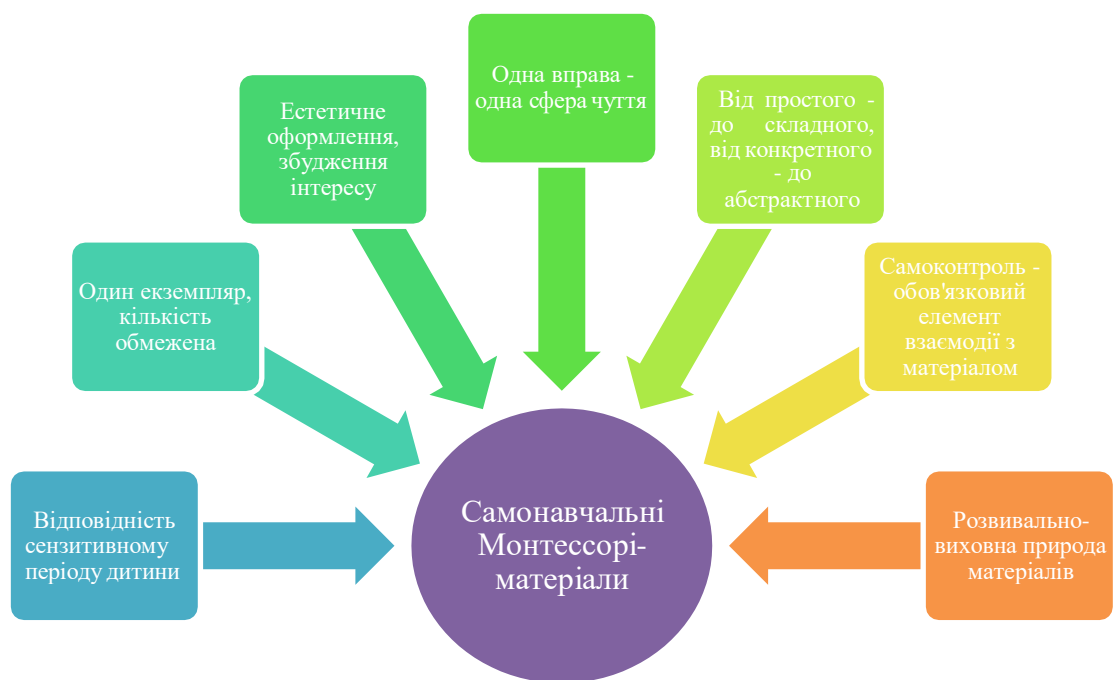 Одна вправа -
одна сфера чуття
Естетичне
оформлення,
збудження
інтересу
Від простого -
до складного,
від конкретного
- до
абстрактного
Один екземпляр,
кількість
обмежена
Самоконтроль -
обов'язковий
елемент
взаємодії з
матеріалом
Відповідність
сензитивному
періоду дитини
Самонавчальні
Монтессорі-
матеріали
Розвивально-
виховна природа
матеріалів